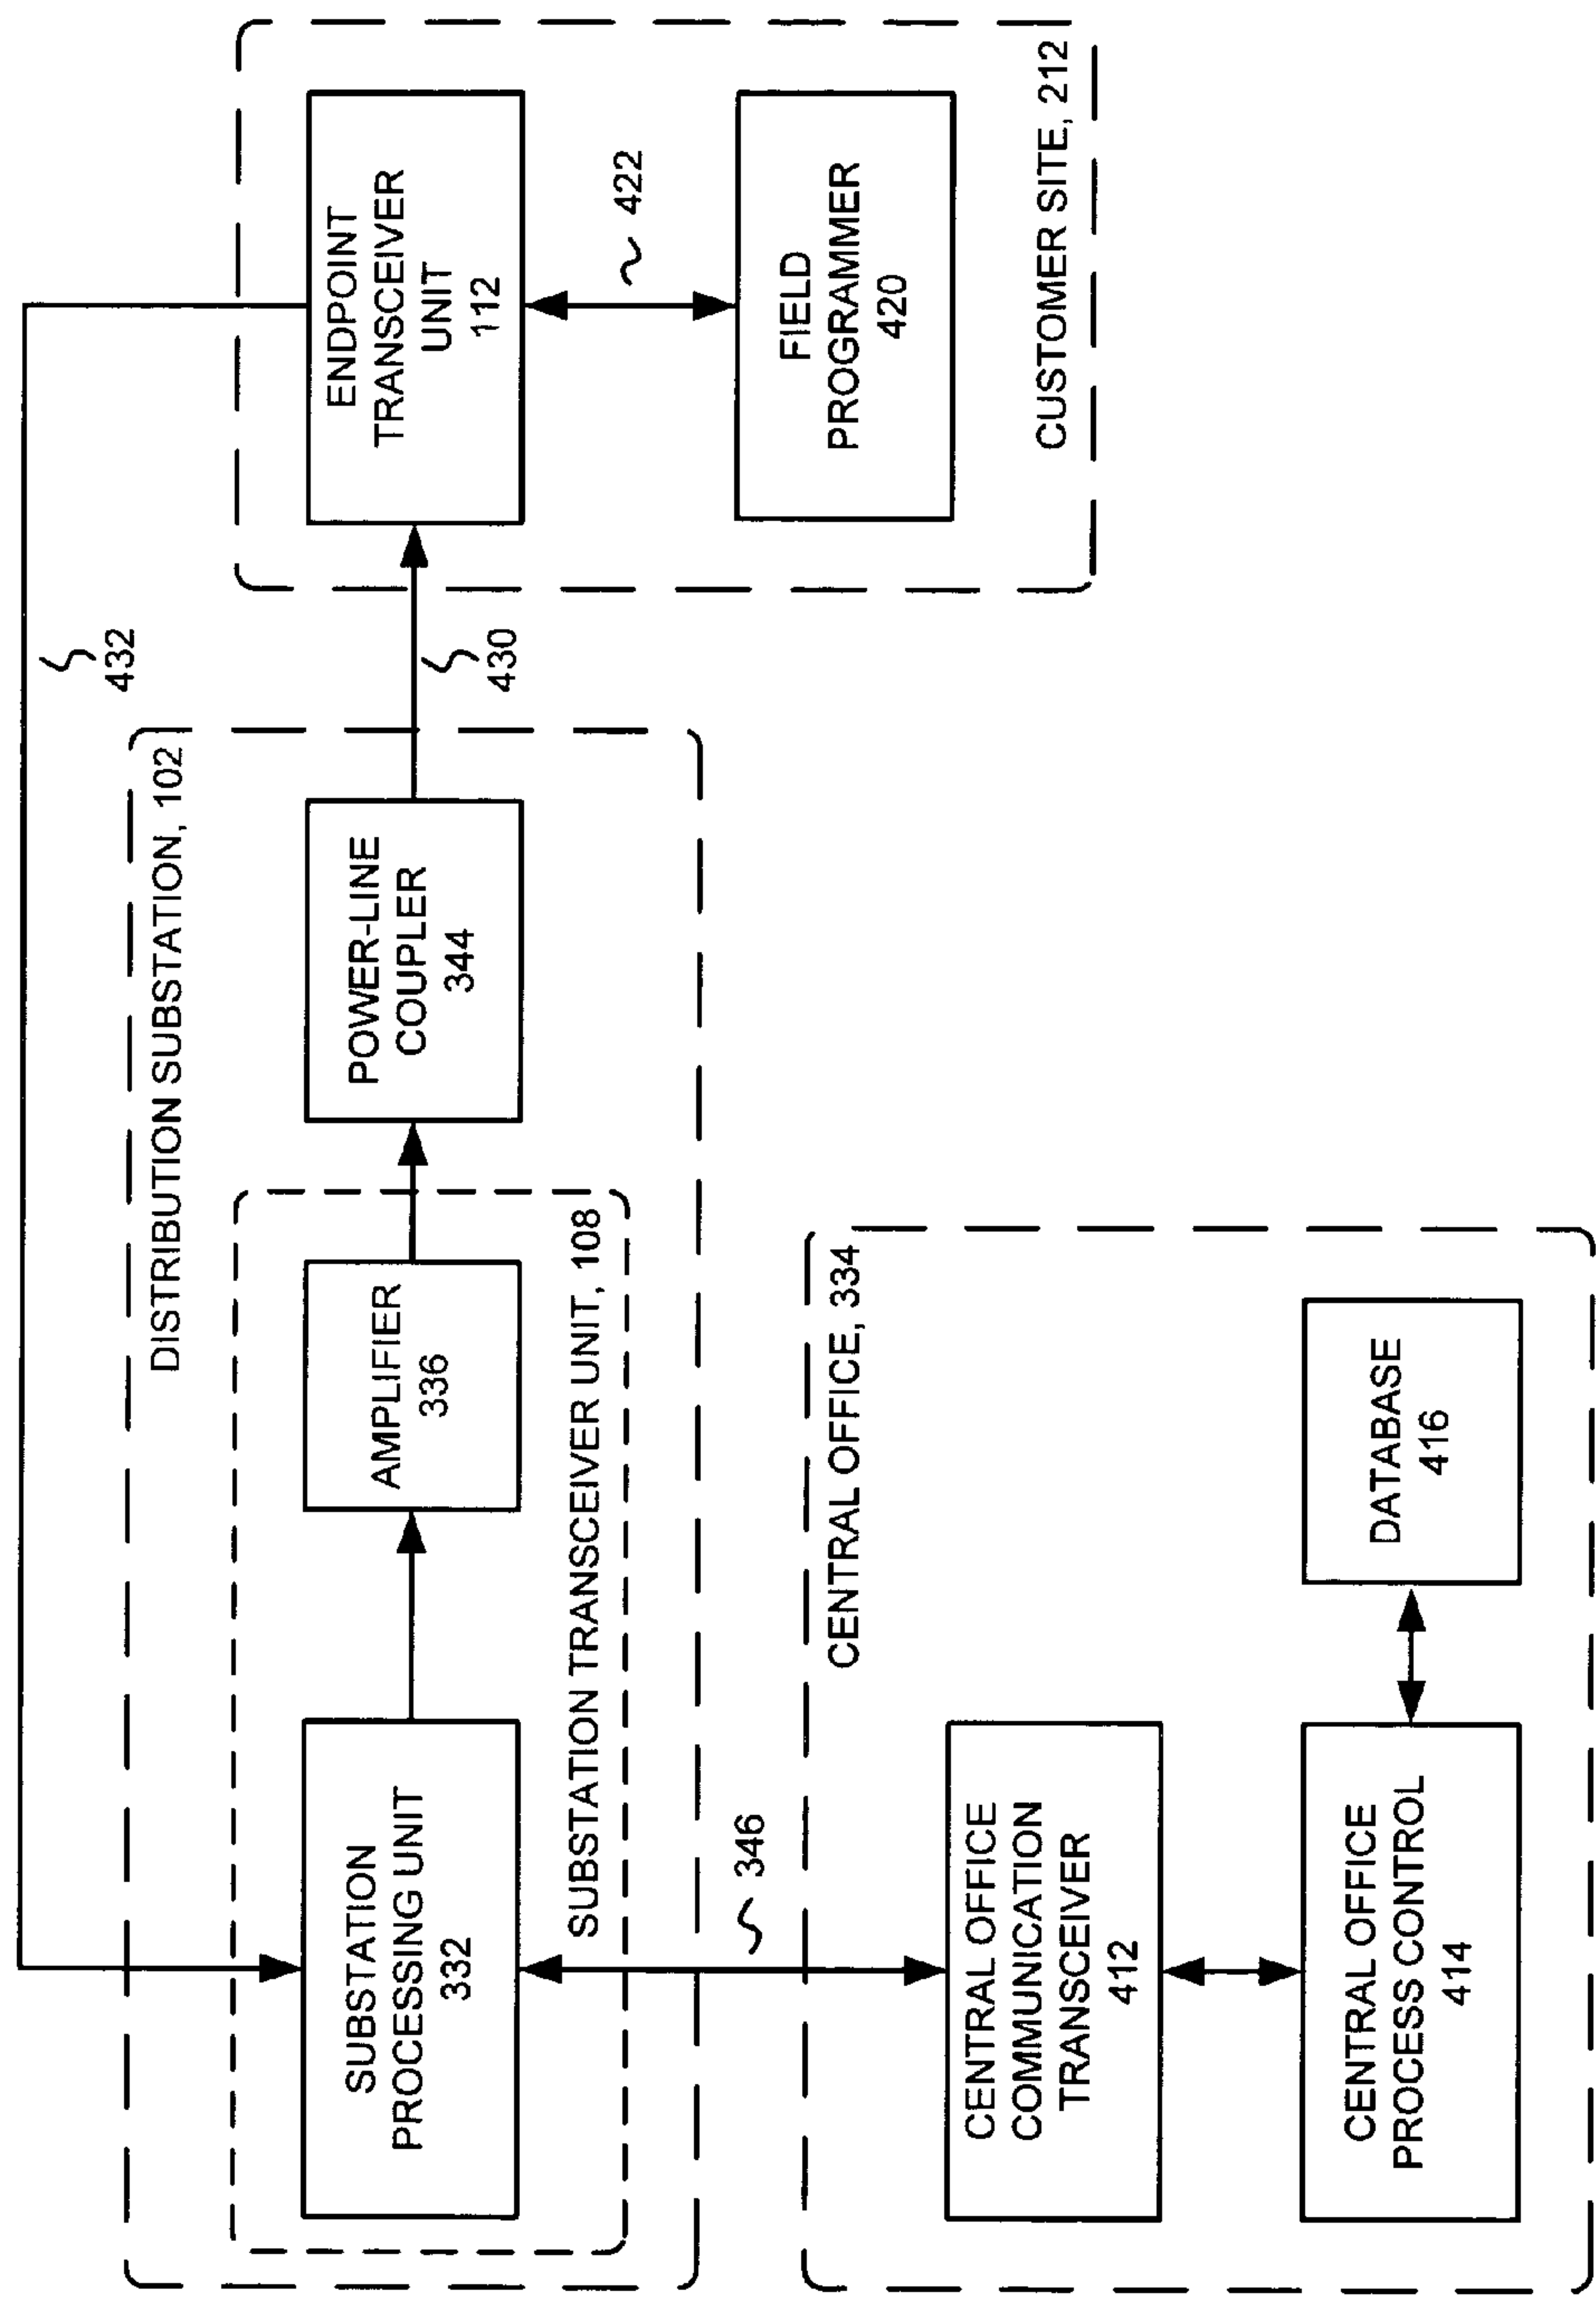 432
DISTRIBUTION SUBSTATION, 102
SUBSTATION
PROCESSING UNIT
332
AMPLIFIER
336
POWER-LINE
COUPLER
344
430
ENDPOINT
TRANSCEIVER
UNIT
112
SUBSTATION TRANSCEIVER UNIT, 108
422
346
CENTRAL OFFICE, 334
FIELD
PROGRAMMER
420
CENTRAL OFFICE
COMMUNICATION
TRANSCEIVER
412
CUSTOMER SITE, 212
CENTRAL OFFICE
PROCESS CONTROL
414
DATABASE
416